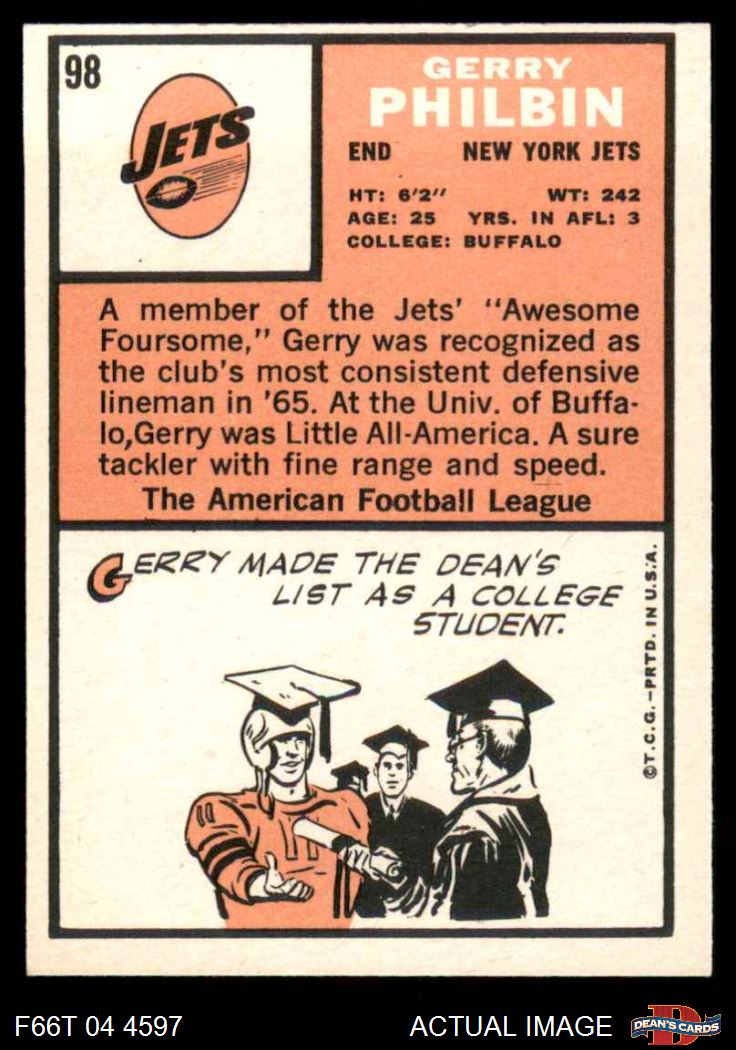 98
JETS
GERRY
PHILBIN
END NEW YORK JETS
HT: 6'2" WT: 242
AGE: 25 YRS. IN AFL: 3
COLLEGE: BUFFALO
A member of the Jets' "Awesome
Foursome," Gerry was recognized as
the club's most consistent defensive
lineman in '65. At the Univ. of Buffa-
lo,Gerry was Little All-America. A sure
tackler with fine range and speed.
The American Football League
GERRY MADE THE DEAN'S
LIST AS A COLLEGE
STUDENT.
©T.C.G.-PRTD. IN U.S.A.
F66T 04 4597
ACTUAL IMAGE
D
DEAN'S CARDS